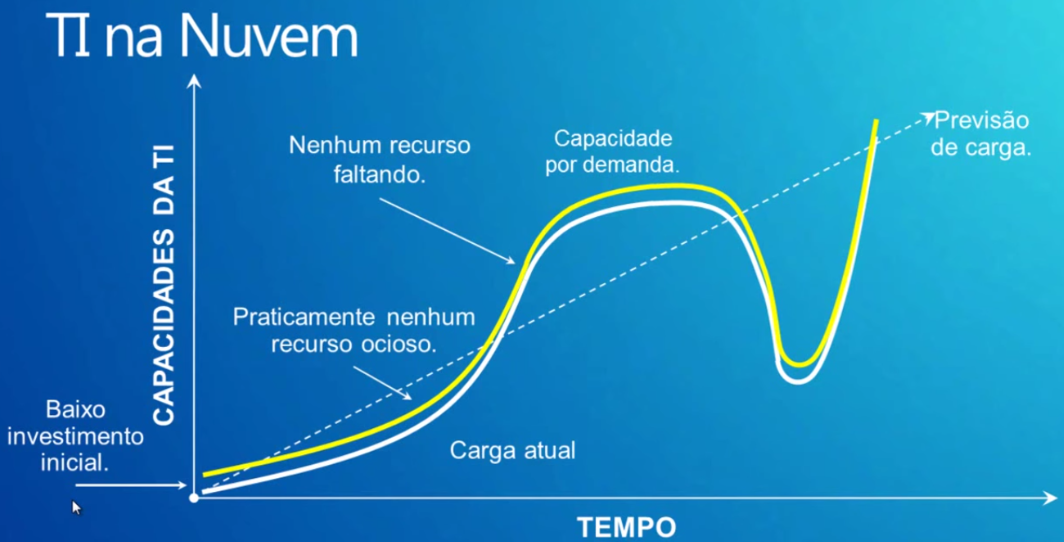 TI na Nuvem
Nenhum recurso
faltando.
Capacidade
por demanda.
Previsão
de carga.
CAPACIDADES DA TI
Praticamente nenhum
recurso ocioso.
Baixo
investimento
inicial.
Carga atual
TEMPO